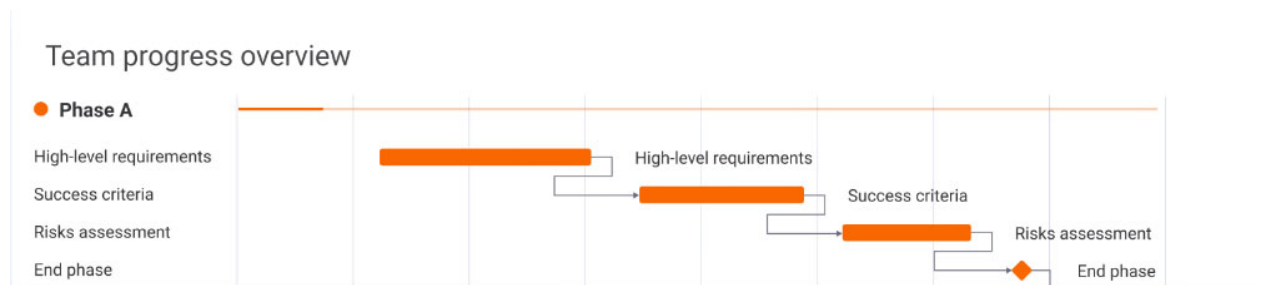 Team progress overview
Phase A
High-level requirements High-level requirements
Success criteria Success criteria
Risks assessment Risks assessment
End phase End phase